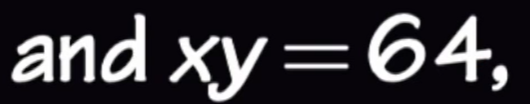 and xy = 64,